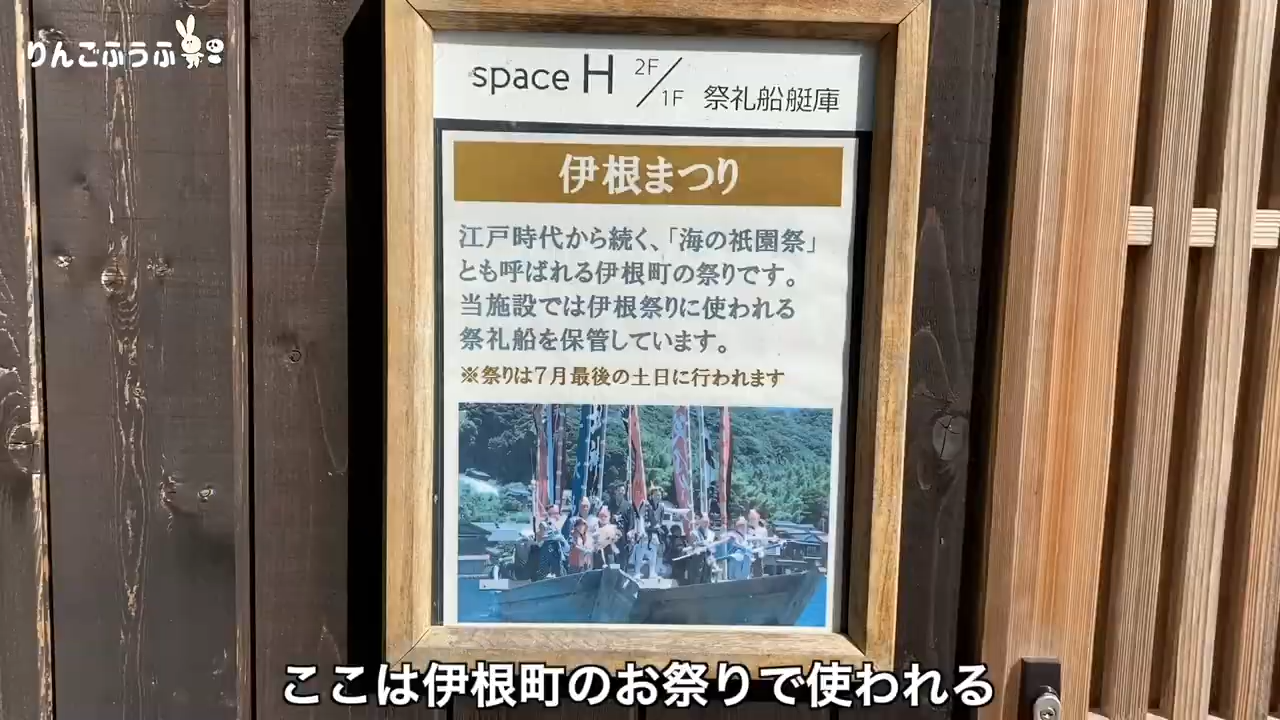 りんごふうふ
space H 2F/1F 祭礼船艇庫
伊根まつり
江戸時代から続く、「海の祇園祭」
とも呼ばれる伊根町の祭りです。
当施設では伊根祭りに使われる
祭礼船を保管しています。
※祭りは7月最後の土日に行われます
ここは伊根町のお祭りで使われる